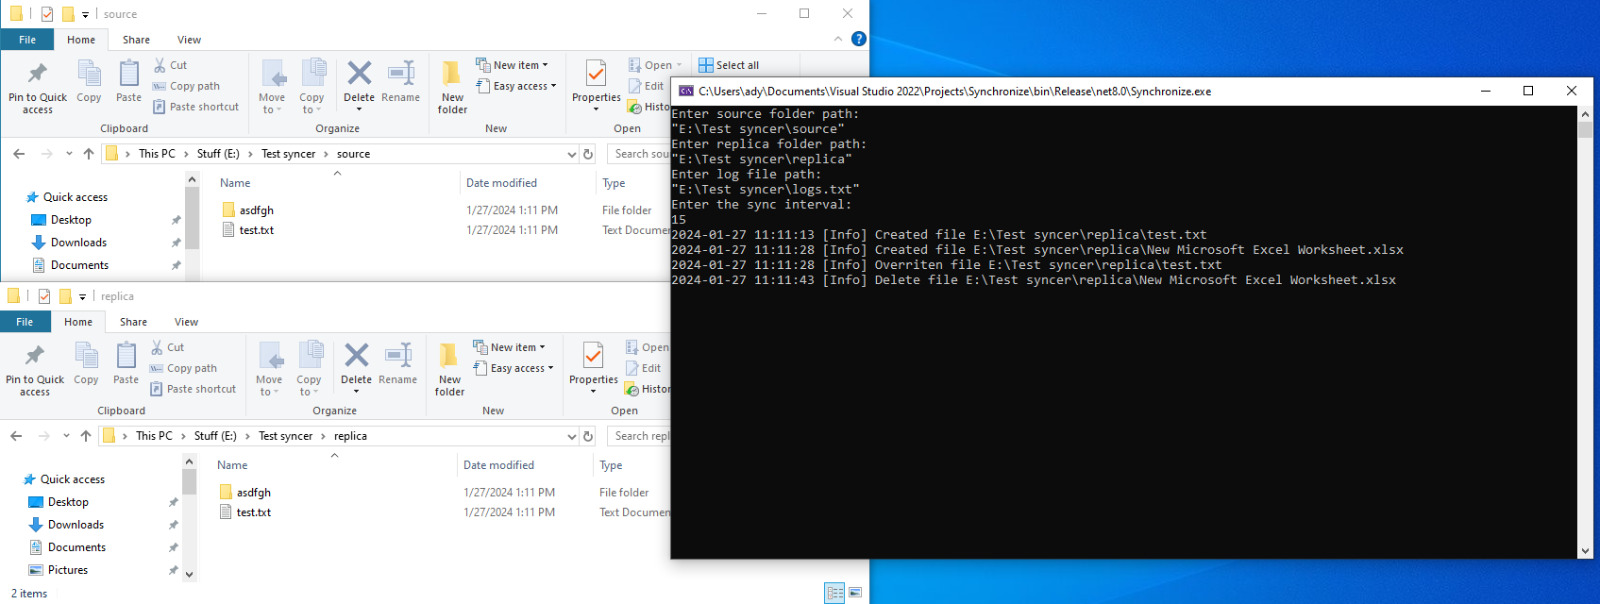 source
File Home Share View
Pin to Quick access
Copy
Paste
Cut
Copy path
Paste shortcut
Clipboard
Move to
Copy to
Delete
Rename
Organize
New folder
New item
Easy access
New
Properties
Open
Edit
Histo
Open
Select all
This PC > Stuff (E:) > Test syncer > source
Search sou
Name Date modified Type
Quick access
Desktop
Downloads
Documents
asdfgh 1/27/2024 1:11 PM File folder
test.txt 1/27/2024 1:11 PM Text Docume
replica
File Home Share View
Pin to Quick access
Copy
Paste
Cut
Copy path
Paste shortcut
Clipboard
Move to
Copy to
Delete
Rename
Organize
New folder
New item
Easy access
New
Properties
Open
Edit
Histor
Open
This PC > Stuff (E:) > Test syncer > replica
Search repl
Name Date modified Type
Quick access
Desktop
Downloads
Documents
Pictures
asdfgh 1/27/2024 1:11 PM File folder
test.txt 1/27/2024 1:11 PM Text Documen
2 items
C:\Users\ady\Documents\Visual Studio 2022\Projects\Synchronize\bin\Release\net8.0\Synchronize.exe
Enter source folder path:
"E:\Test syncer\source"
Enter replica folder path:
"E:\Test syncer\replica"
Enter log file path:
"E:\Test syncer\logs.txt"
Enter the sync interval:
15
2024-01-27 11:11:13 [Info] Created file E:\Test syncer\replica\test.txt
2024-01-27 11:11:28 [Info] Created file E:\Test syncer\replica\New Microsoft Excel Worksheet.xlsx
2024-01-27 11:11:28 [Info] Overriten file E:\Test syncer\replica\test.txt
2024-01-27 11:11:43 [Info] Delete file E:\Test syncer\replica\New Microsoft Excel Worksheet.xlsx